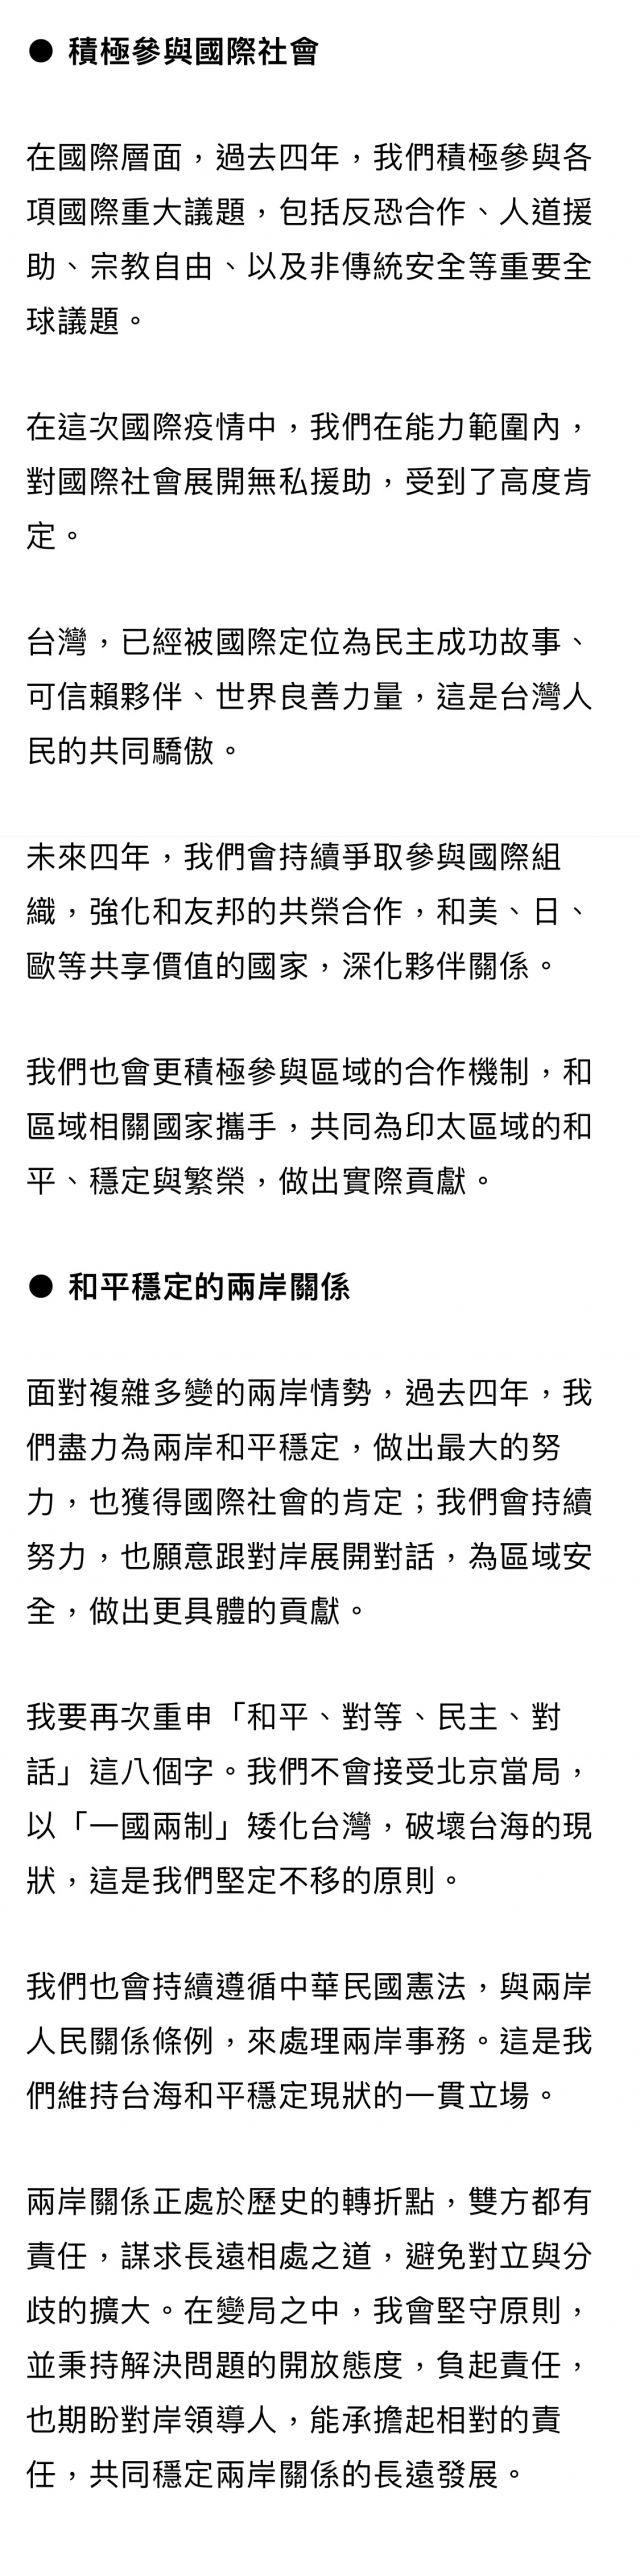 ● 積極參與國際社會
在國際層面，過去四年，我們積極參與各
項國際重大議題，包括反恐合作、人道援
助、宗教自由、以及非傳統安全等重要全
球議題。
在這次國際疫情中，我們在能力範圍內，
對國際社會展開無私援助，受到了高度肯
定。
台灣，已經被國際定位為民主成功故事、
可信賴夥伴、世界良善力量，這是台灣人
民的共同驕傲。
未來四年，我們會持續爭取參與國際組
織，強化和友邦的共榮合作，和美、日、
歐等共享價值的國家，深化夥伴關係。
我們也會更積極參與區域的合作機制，和
區域相關國家攜手，共同為印太區域的和
平、穩定與繁榮，做出實際貢獻。
● 和平穩定的兩岸關係
面對複雜多變的兩岸情勢，過去四年，我
們盡力為兩岸和平穩定，做出最大的努
力，也獲得國際社會的肯定；我們會持續
努力，也願意跟對岸展開對話，為區域安
全，做出更具體的貢獻。
我要再次重申「和平、對等、民主、對
話」這八個字。我們不會接受北京當局，
以「一國兩制」矮化台灣，破壞台海的現
狀，這是我們堅定不移的原則。
我們也會持續遵循中華民國憲法，與兩岸
人民關係條例，來處理兩岸事務。這是我
們維持台海和平穩定現狀的一貫立場。
兩岸關係正處於歷史的轉折點，雙方都有
責任，謀求長遠相處之道，避免對立與分
歧的擴大。在變局之中，我會堅守原則，
並秉持解決問題的開放態度，負起責任，
也期盼對岸領導人，能承擔起相對的責
任，共同穩定兩岸關係的長遠發展。